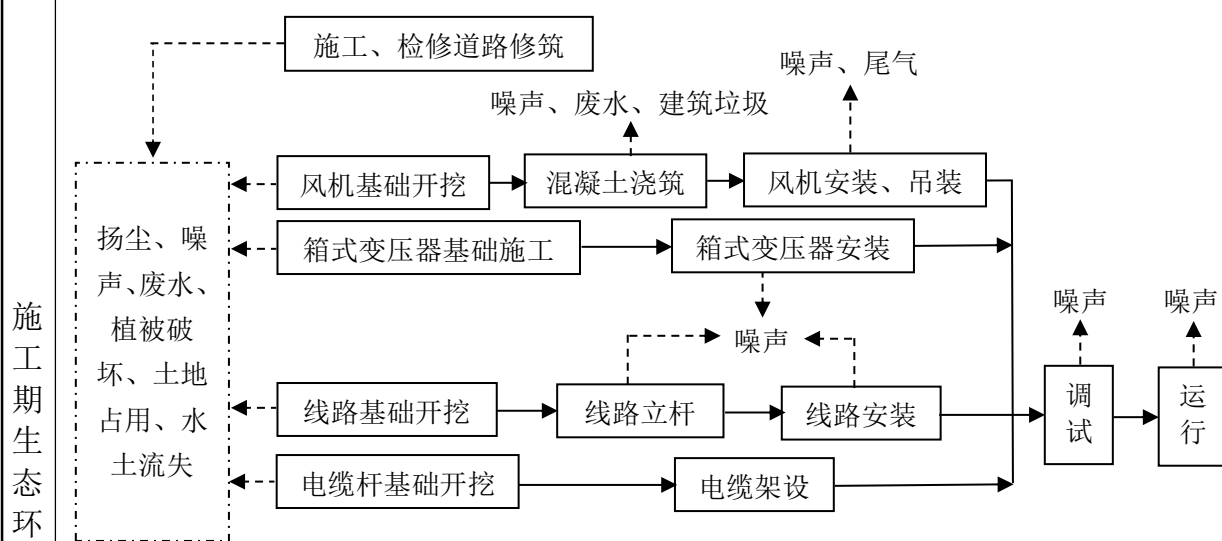 施工、检修道路修筑
噪声、尾气
噪声、废水、建筑垃圾
风机基础开挖
混凝土浇筑
风机安装、吊装
箱式变压器基础施工
箱式变压器安装
扬尘、噪
声、废水、
植被破
坏、土地
占用、水
土流失
噪声
噪声
噪声
线路基础开挖
线路立杆
线路安装
调
试
运
行
电缆杆基础开挖
电缆架设
施
工
期
生
态
环